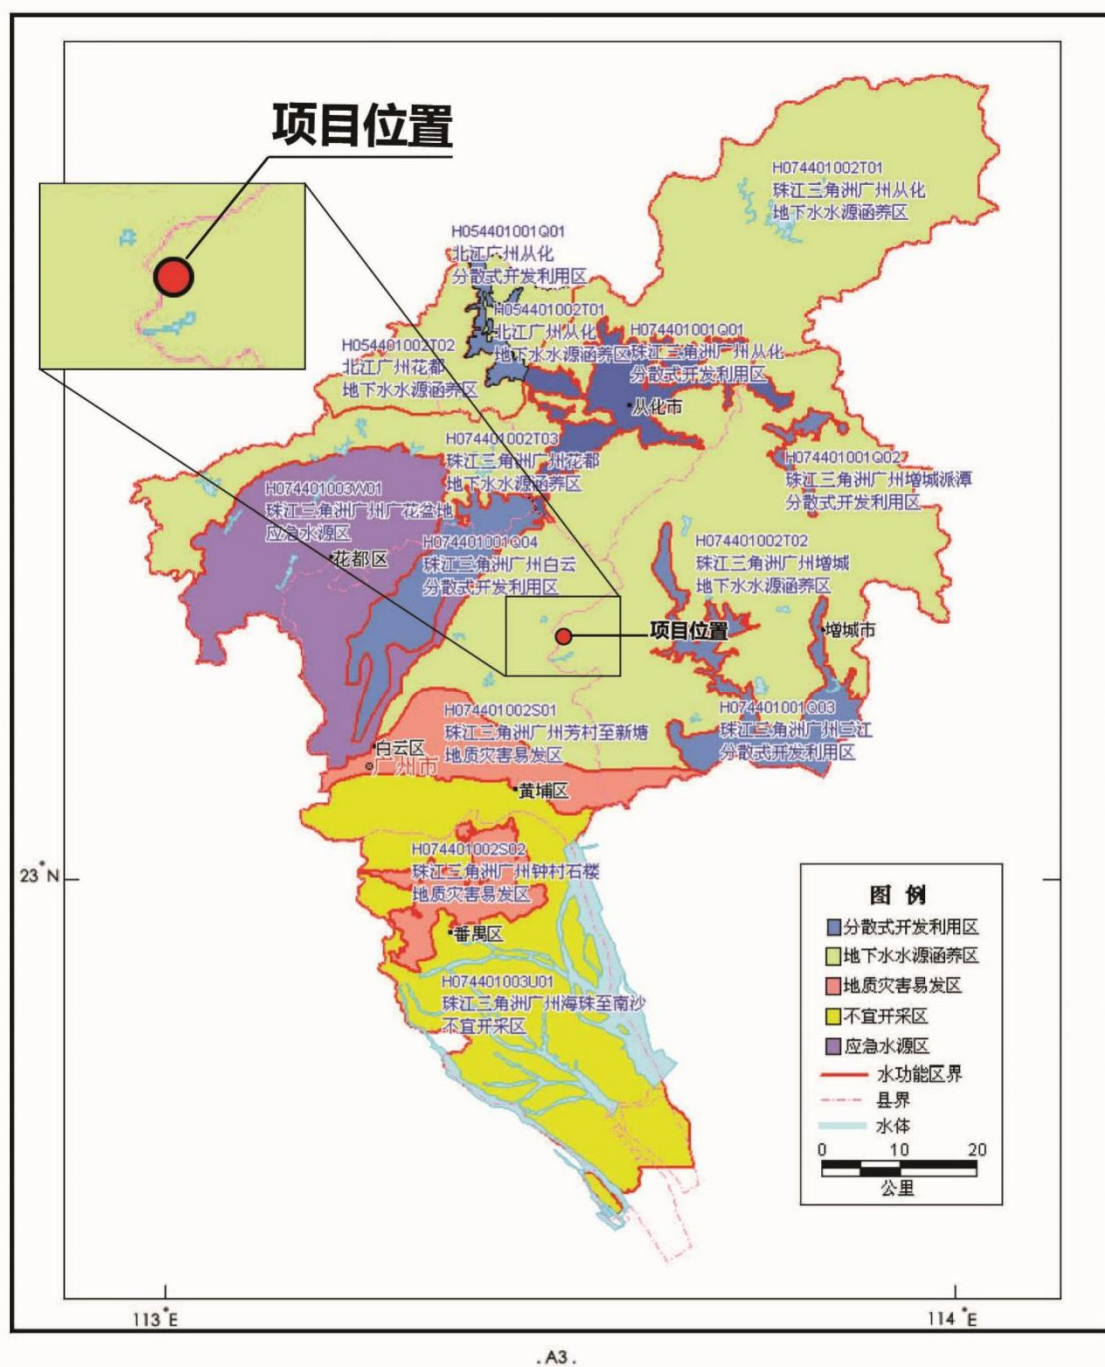 项目位置
H074401002T01
珠江三角洲广州从化
地下水水源涵养区
H054401001Q01
北江广州从化
分散式开发利用区
H054401002T01
北江广州从化
地下水水源涵养区
H054401002T02
北江广州花都
地下水水源涵养区
H074401001Q01
珠江三角洲广州从化
分散式开发利用区
从化市
H074401002T03
珠江三角洲广州花都
地下水水源涵养区
H074401001Q02
珠江三角洲广州增城派潭
分散式开发利用区
H074401003W01
珠江三角洲广州广花盆地
应急水源区
花都区
H074401001Q04
珠江三角洲广州白云
分散式开发利用区
H074401002T02
珠江三角洲广州增城
地下水水源涵养区
项目位置
增城市
H074401002S01
珠江三角洲广州芳村至新塘
地质灾害易发区
H074401001Q03
珠江三角洲广州三江
分散式开发利用区
白云区
广州市
黄埔区
H074401002S02
珠江三角洲广州钟村石楼
地质灾害易发区
番禺区
H074401003U01
珠江三角洲广州海珠至南沙
不宜开采区
23°N
图 例
分散式开发利用区
地下水水源涵养区
地质灾害易发区
不宜开采区
应急水源区
水功能区界
县界
水体
0 10 20
公里
113°E
114°E
. A3 .